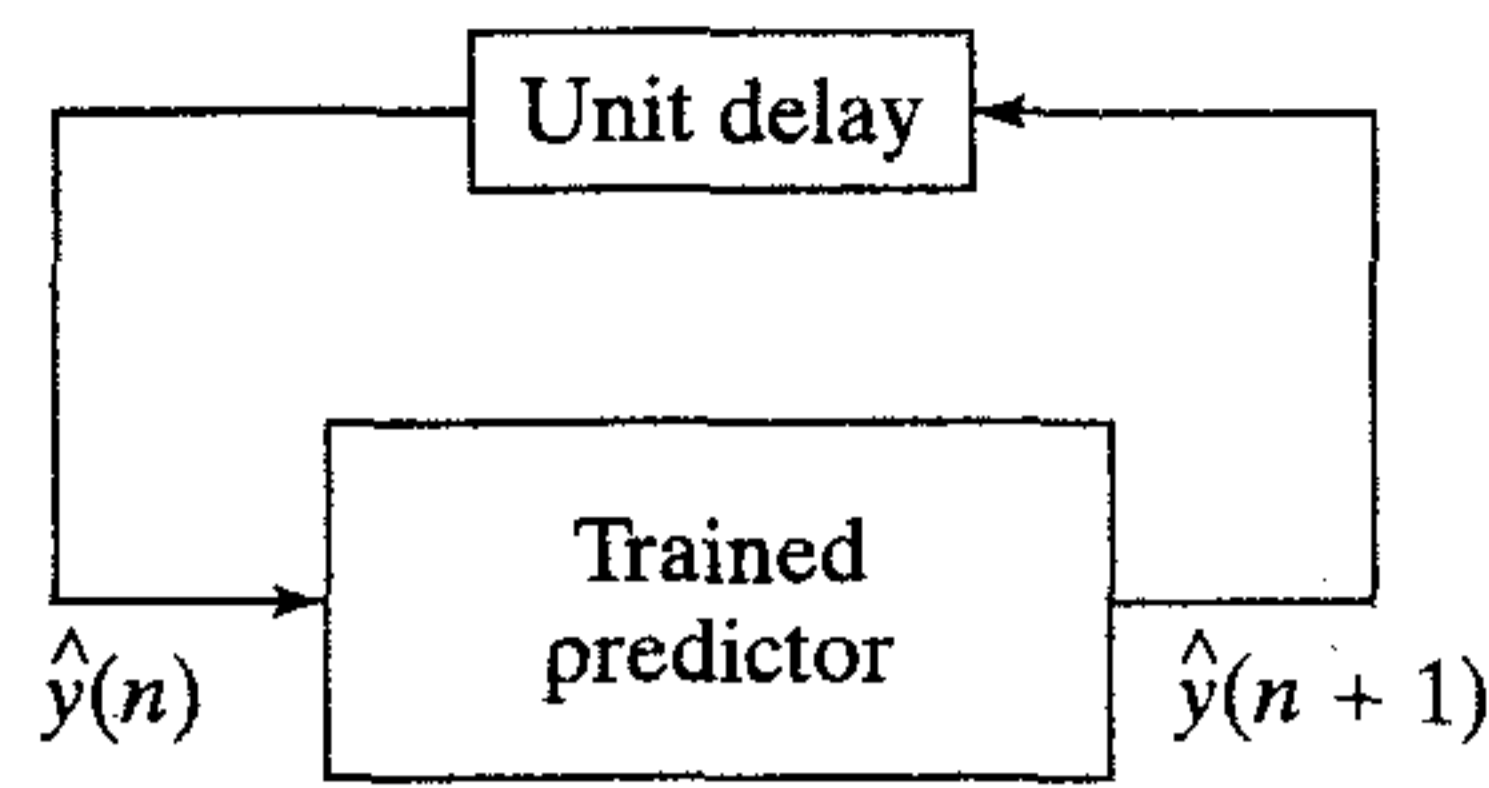 Unit delay
Trained
predictor
ŷ(n)
ŷ(n + 1)